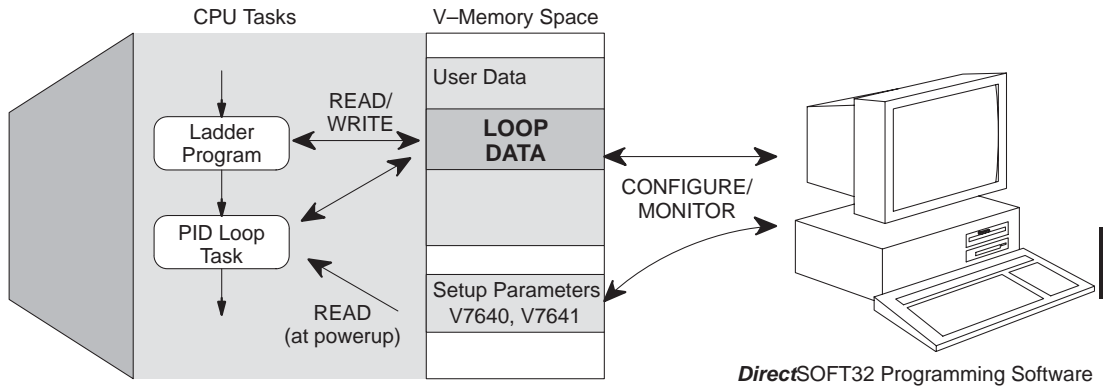 CPU Tasks
V–Memory Space
User Data
READ/
WRITE
Ladder
Program
LOOP
DATA
CONFIGURE/
MONITOR
PID Loop
Task
READ
(at powerup)
Setup Parameters
V7640, V7641
DirectSOFT32 Programming Software